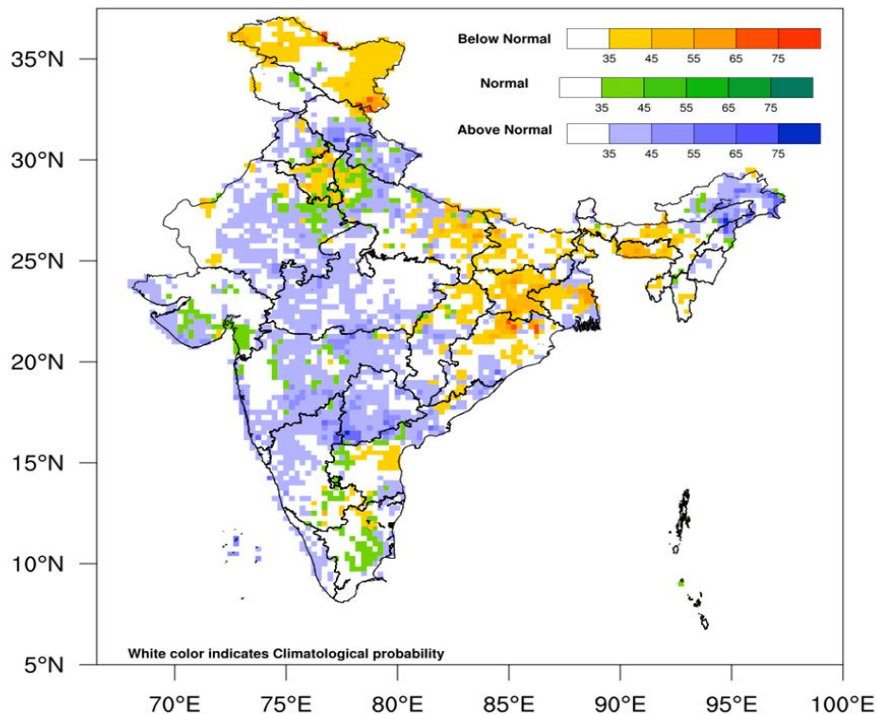 35°N
30°N
25°N
20°N
15°N
10°N
5°N
Below Normal
35 45 55 65 75
Normal
35 45 55 65 75
Above Normal
35 45 55 65 75
White color indicates Climatological probability
70°E 75°E 80°E 85°E 90°E 95°E 100°E